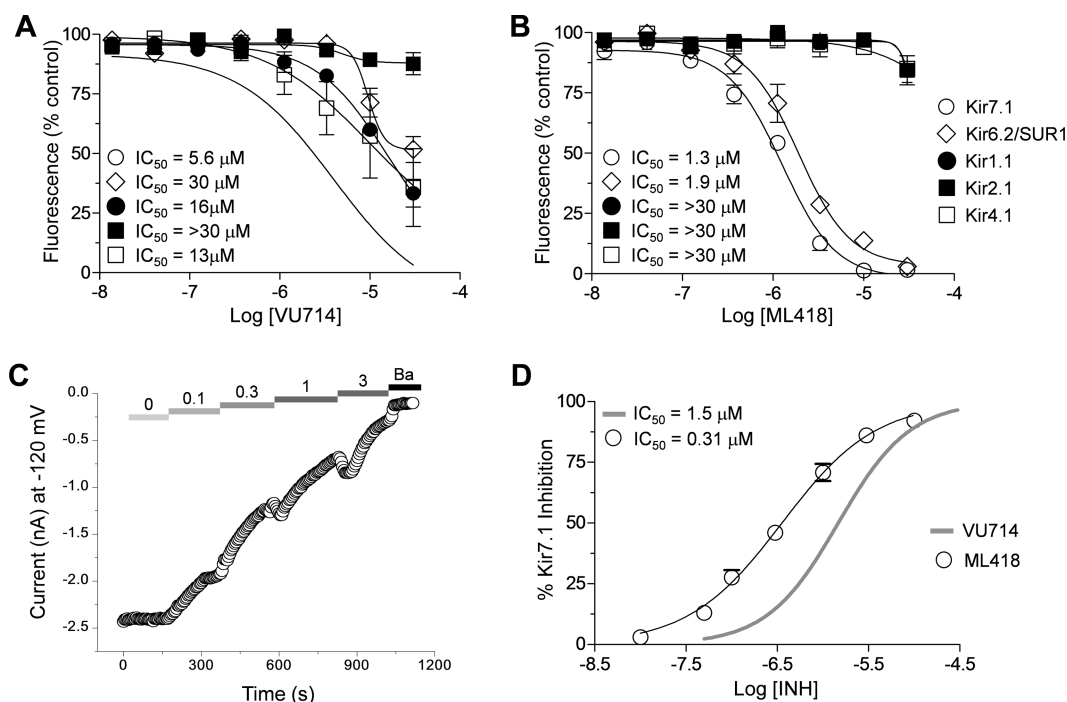 A
Fluorescence (% control)
100
75
50
25
0
IC50 = 5.6 μM
IC50 = 30 μM
IC50 = 16μM
IC50 = >30 μM
IC50 = 13μM
-8
-7
-6
-5
-4
Log [VU714]
B
Fluorescence (% control)
100
75
50
25
0
IC50 = 1.3 μM
IC50 = 1.9 μM
IC50 = >30 μM
IC50 = >30 μM
IC50 = >30 μM
-8
-7
-6
-5
-4
Log [ML418]
Kir7.1
Kir6.2/SUR1
Kir1.1
Kir2.1
Kir4.1
C
Current (nA) at -120 mV
0.0
-0.5
-1.0
-1.5
-2.0
-2.5
0
0.1
0.3
1
3
Ba
0
300
600
900
1200
Time (s)
D
% Kir7.1 Inhibition
100
75
50
25
0
IC50 = 1.5 μM
IC50 = 0.31 μM
-8.5
-7.5
-6.5
-5.5
-4.5
Log [INH]
VU714
ML418